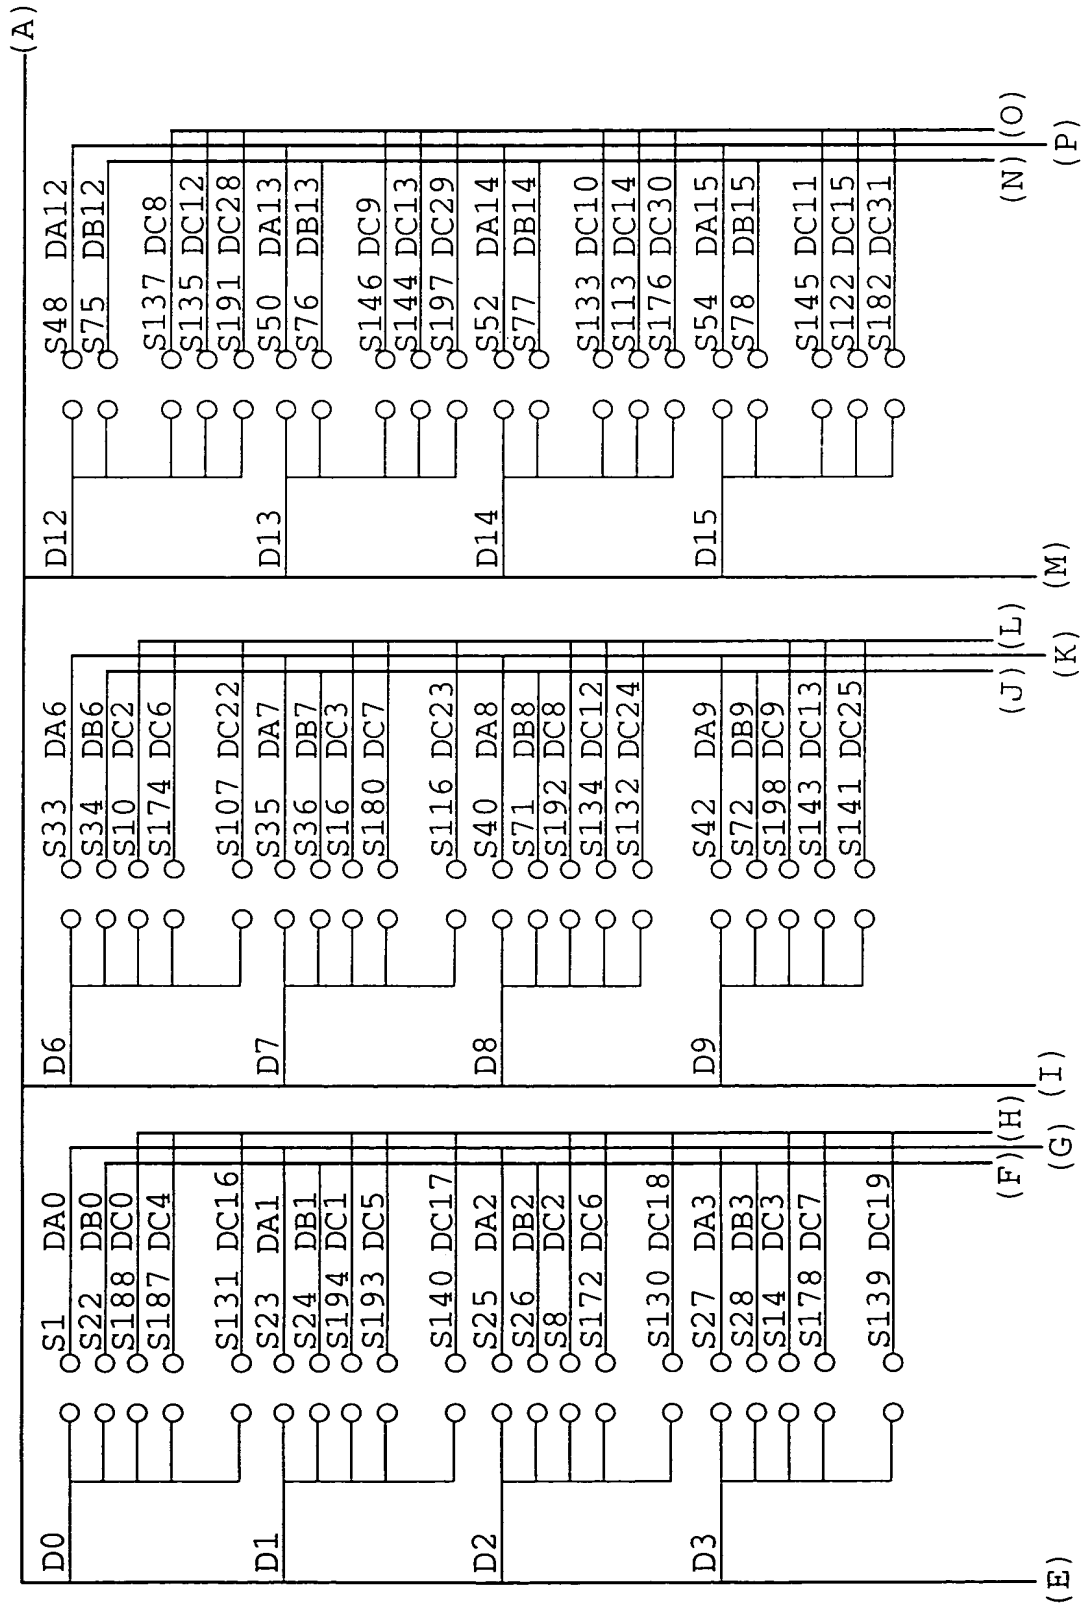 (A)
D0
S1 DA0
S22 DB0
S188 DC0
S187 DC4
S131 DC16
D1
S23 DA1
S24 DB1
S194 DC1
S193 DC5
S140 DC17
D2
S25 DA2
S26 DB2
S8 DC2
S172 DC6
S130 DC18
D3
S27 DA3
S28 DB3
S14 DC3
S178 DC7
S139 DC19
(E)
(F)
(G)
(H)
D6
S33 DA6
S34 DB6
S10 DC2
S174 DC6
S107 DC22
D7
S35 DA7
S36 DB7
S16 DC3
S180 DC7
S116 DC23
D8
S40 DA8
S71 DB8
S192 DC8
S134 DC12
S132 DC24
D9
S42 DA9
S72 DB9
S198 DC9
S143 DC13
S141 DC25
(I)
(J)
(K)
(L)
D12
S48 DA12
S75 DB12
S137 DC8
S135 DC12
S191 DC28
D13
S50 DA13
S76 DB13
S146 DC9
S144 DC13
S197 DC29
D14
S52 DA14
S77 DB14
S133 DC10
S113 DC14
S176 DC30
D15
S54 DA15
S78 DB15
S145 DC11
S122 DC15
S182 DC31
(M)
(N)
(P)
(O)